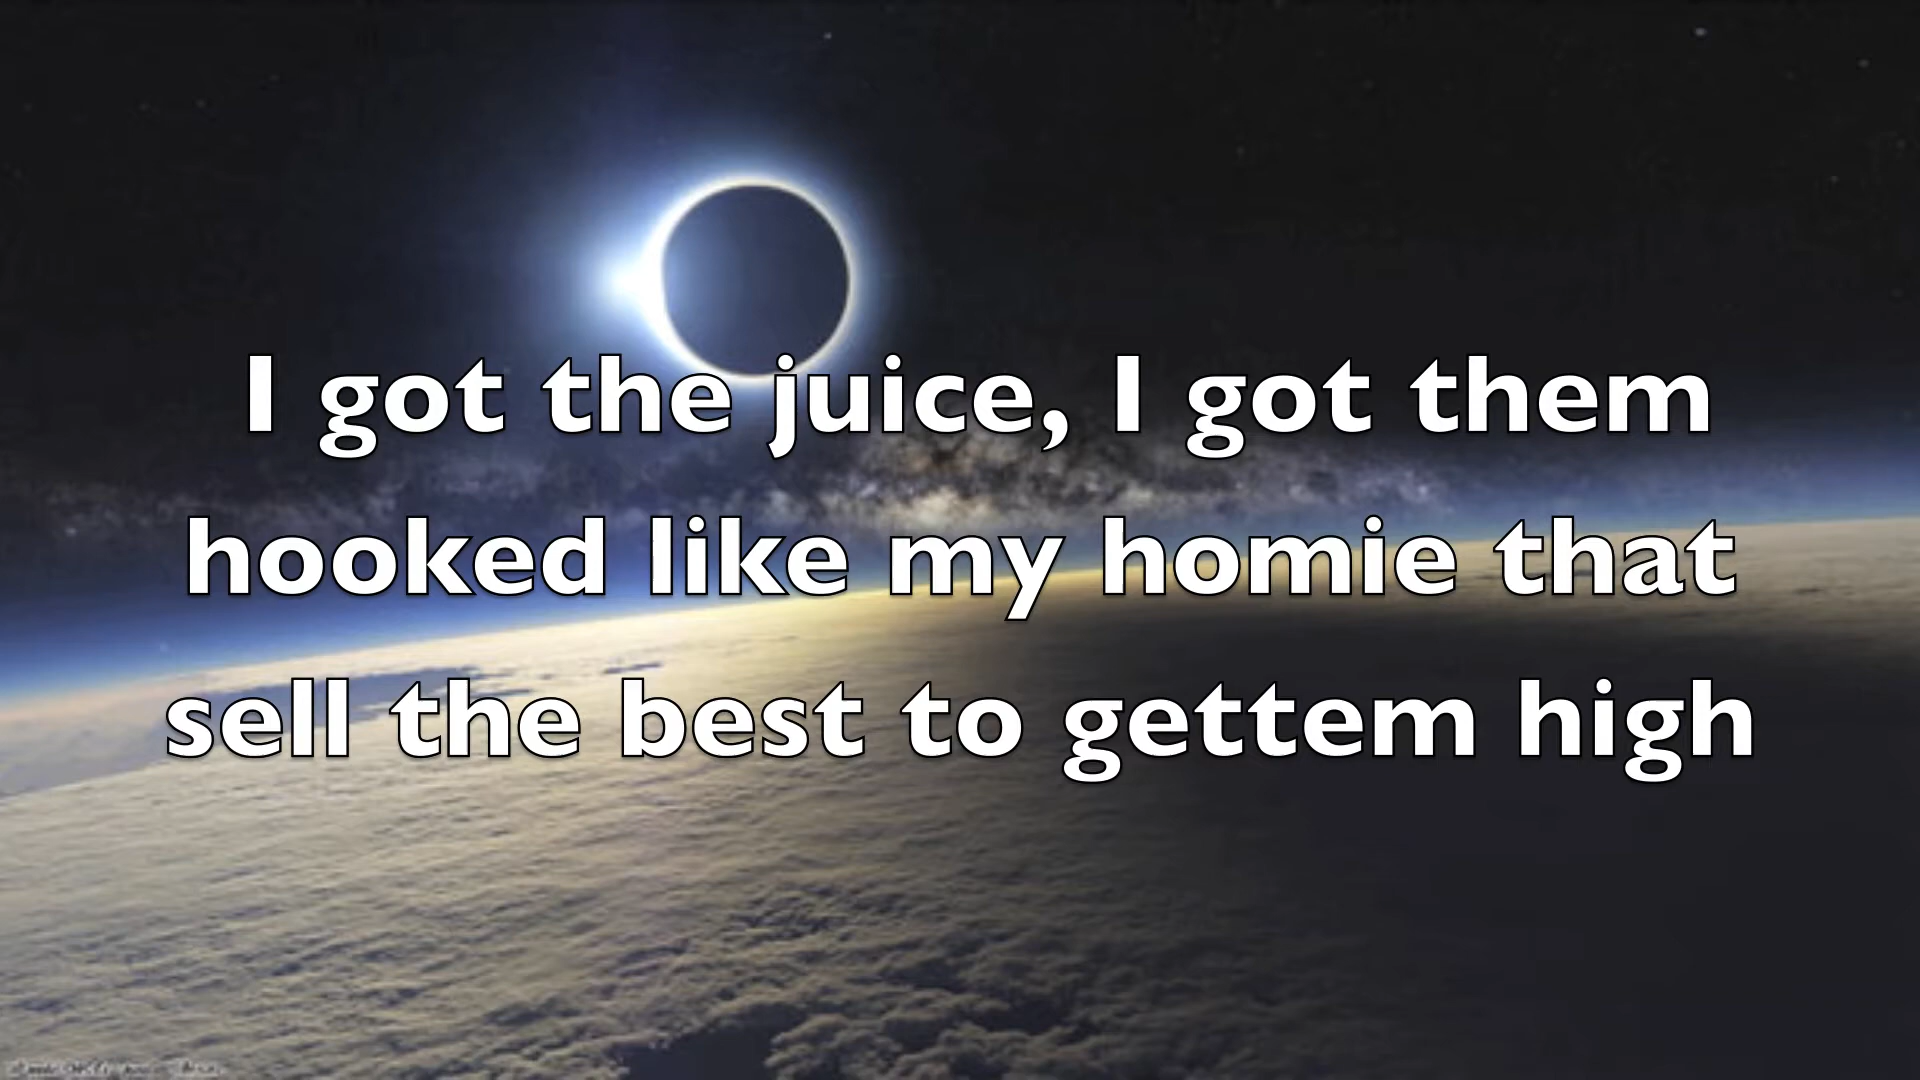 I got the juice, I got them
hooked like my homie that
sell the best to gettem high